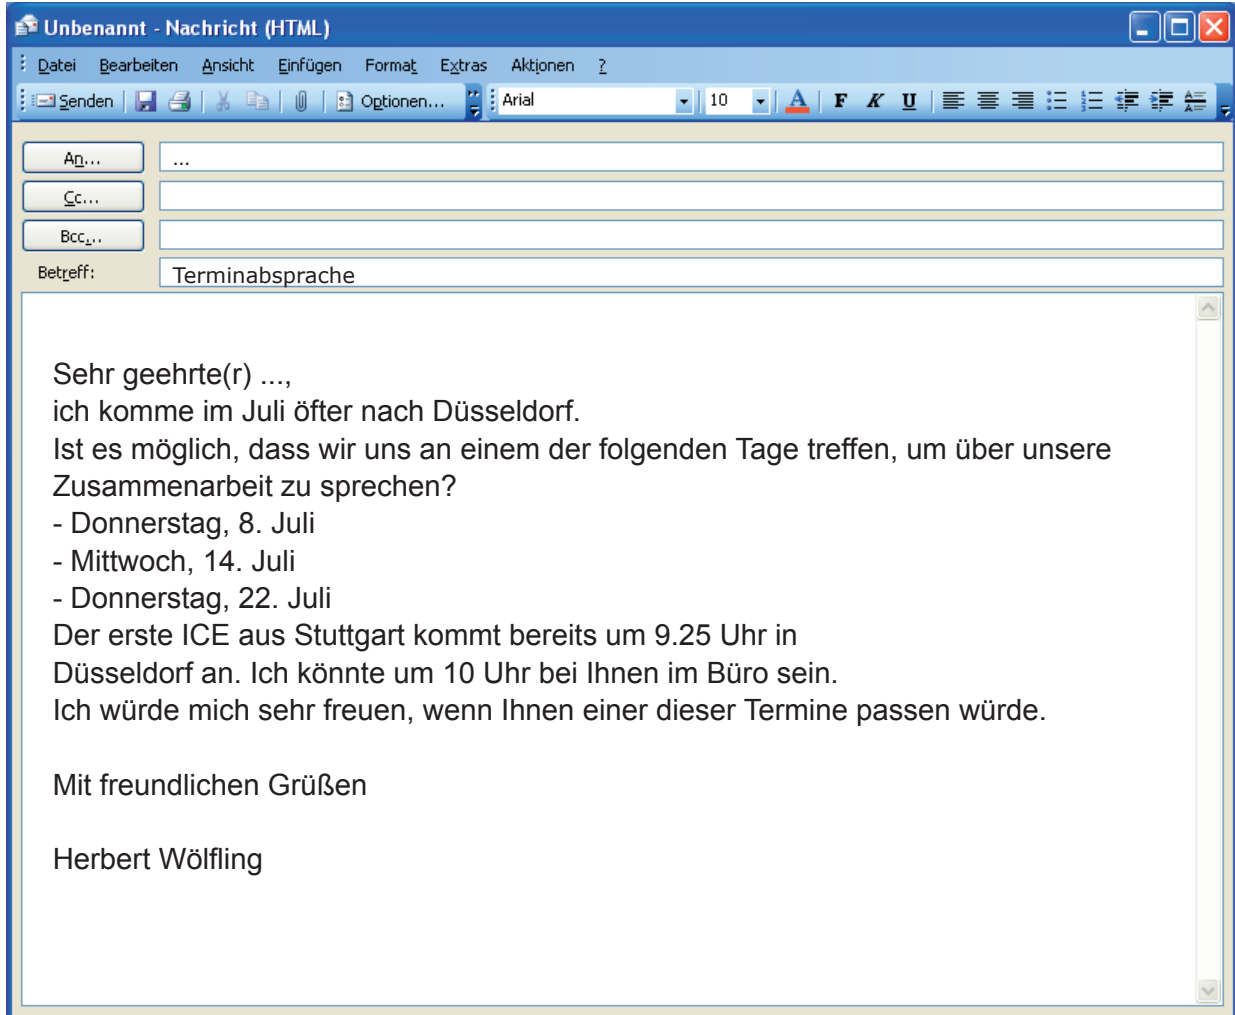 Unbenannt - Nachricht (HTML)
Datei Bearbeiten Ansicht Einfügen Format Extras Aktionen ?
Senden Optionen... Arial 10 A F K U
An... ...
Cc...
Bcc...
Betreff: Terminabsprache
Sehr geehrte(r) ...,
ich komme im Juli öfter nach Düsseldorf.
Ist es möglich, dass wir uns an einem der folgenden Tage treffen, um über unsere
Zusammenarbeit zu sprechen?
- Donnerstag, 8. Juli
- Mittwoch, 14. Juli
- Donnerstag, 22. Juli
Der erste ICE aus Stuttgart kommt bereits um 9.25 Uhr in
Düsseldorf an. Ich könnte um 10 Uhr bei Ihnen im Büro sein.
Ich würde mich sehr freuen, wenn Ihnen einer dieser Termine passen würde.
Mit freundlichen Grüßen
Herbert Wölfling